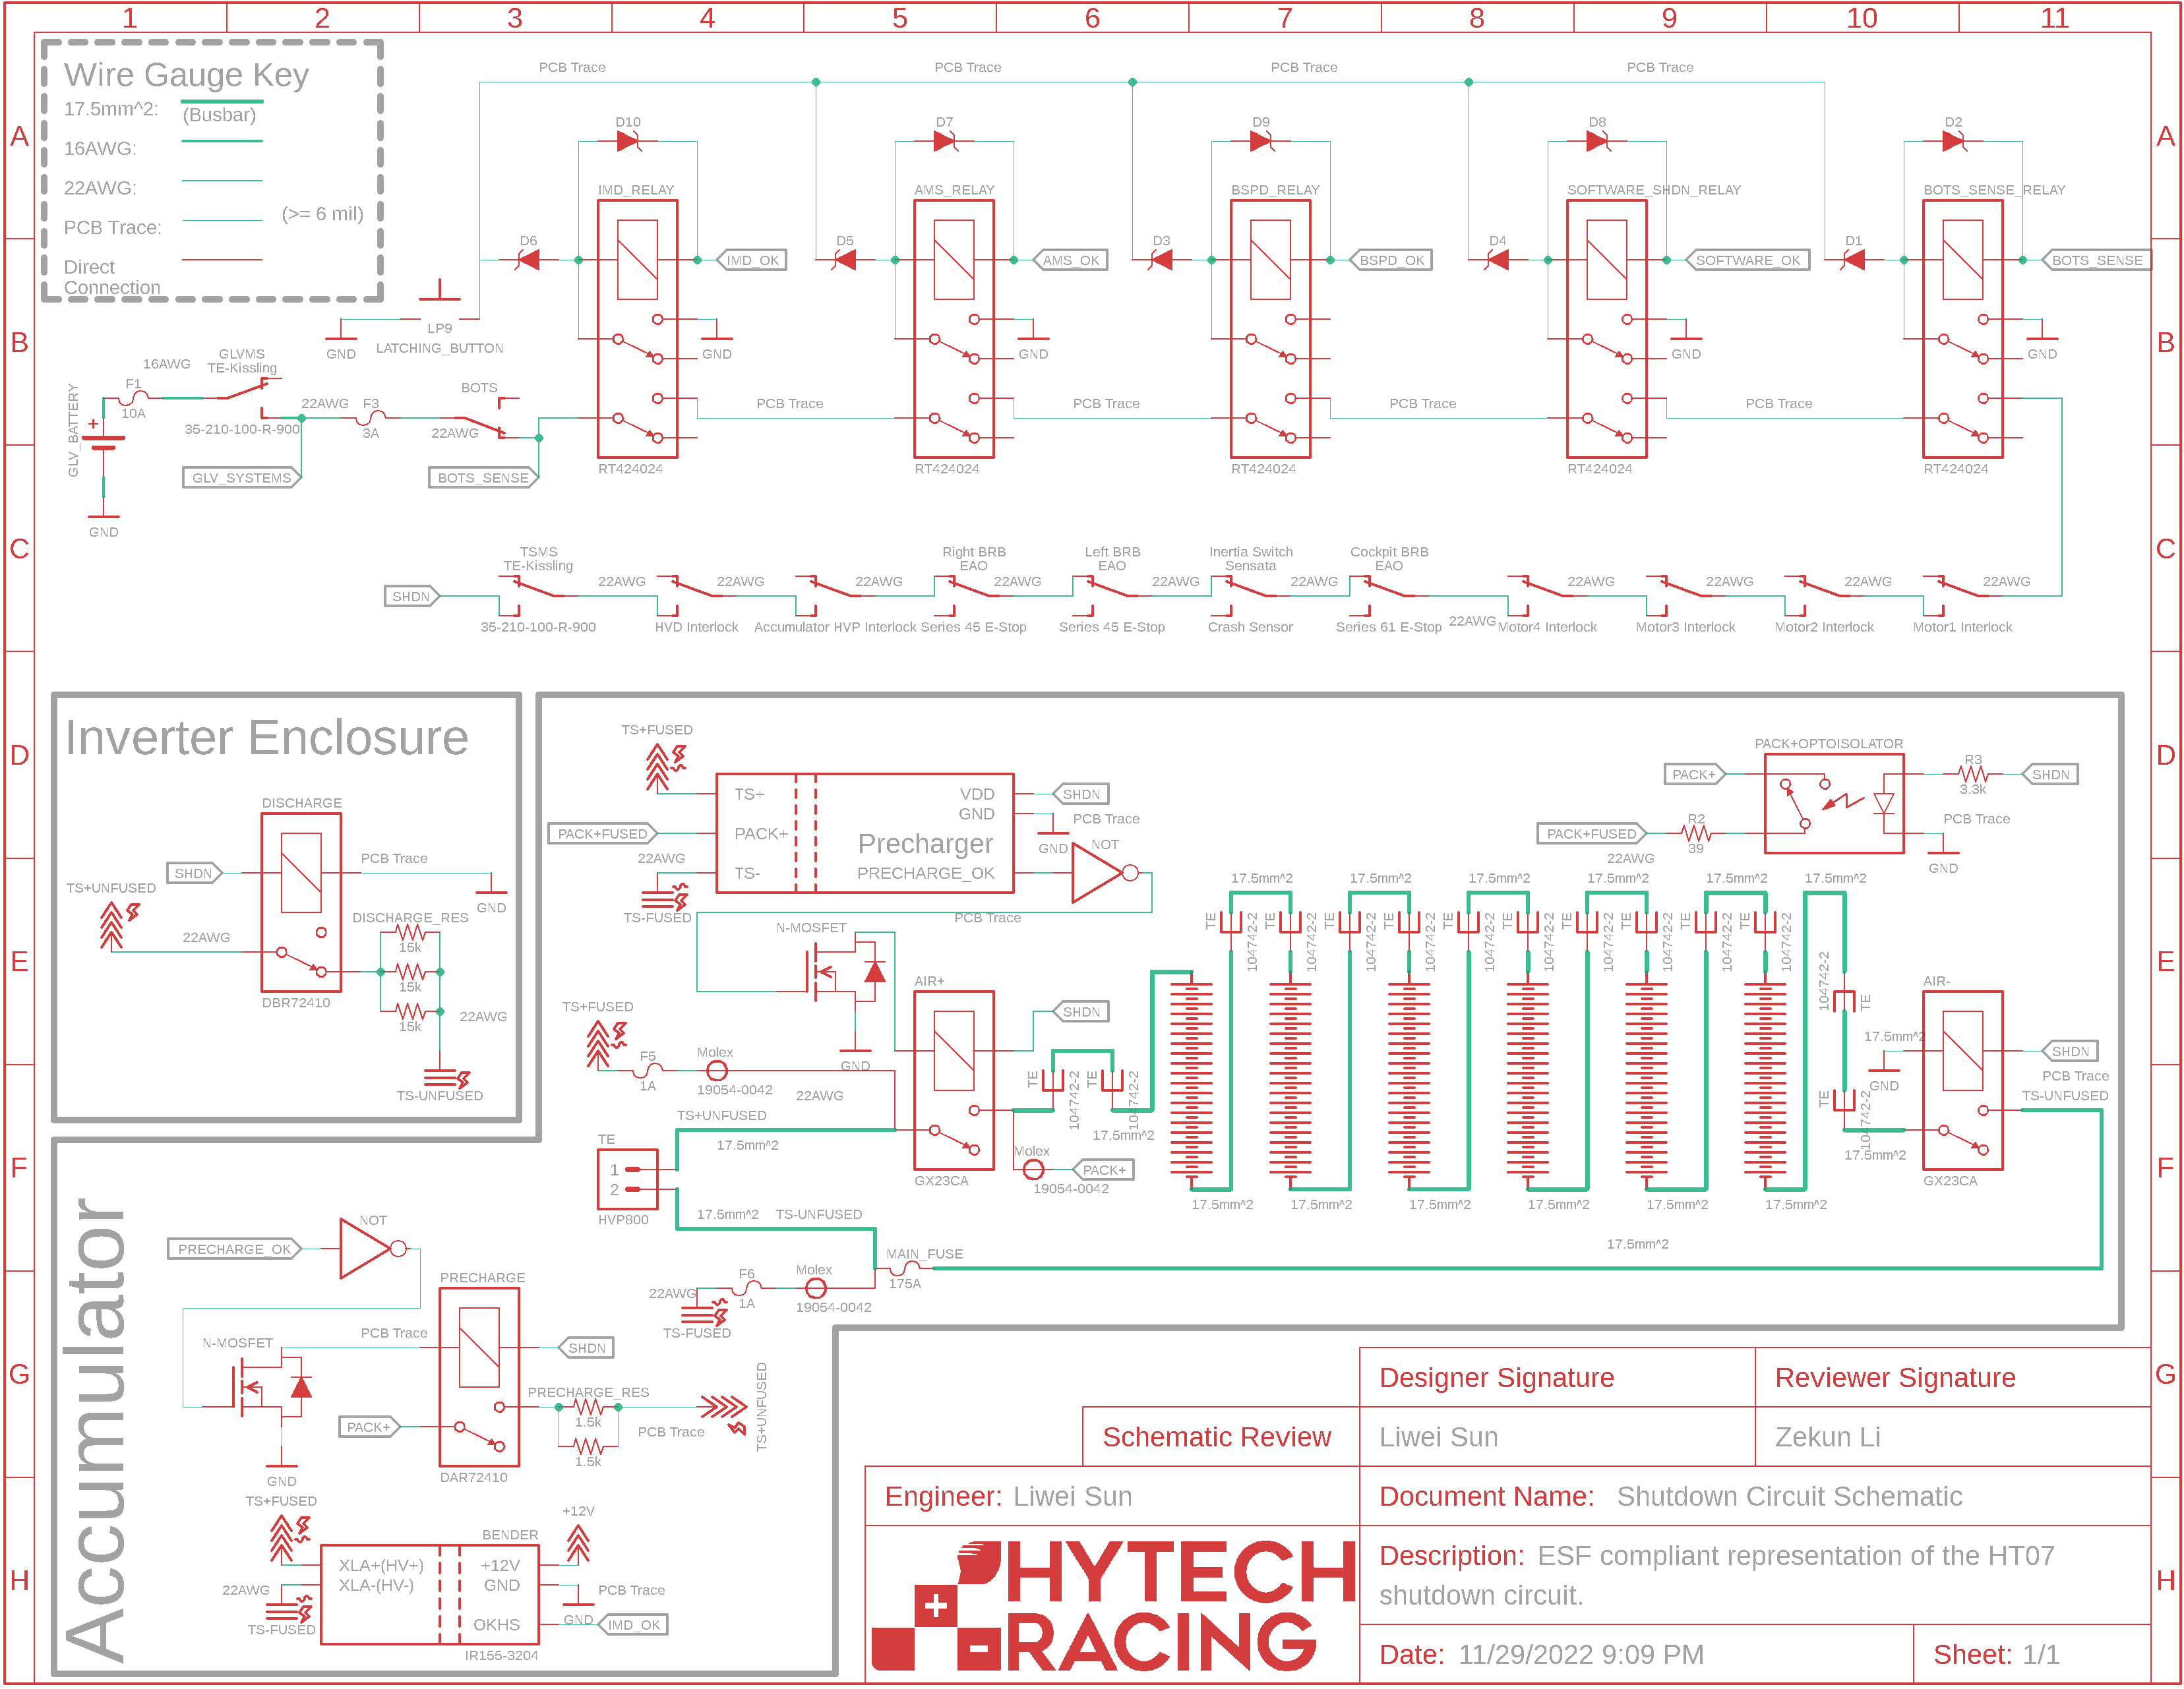 1 2 3 4 5 6 7 8 9 10 11
A
B
C
D
E
F
G
H
A
B
C
D
E
F
G
H
Wire Gauge Key
17.5mm^2:
(Busbar)
16AWG:
22AWG:
PCB Trace:
(>= 6 mil)
Direct
Connection
PCB Trace
PCB Trace
PCB Trace
PCB Trace
D10
D7
D9
D8
D2
IMD_RELAY
AMS_RELAY
BSPD_RELAY
SOFTWARE_SHDN_RELAY
BOTS_SENSE_RELAY
D6
IMD_OK
D5
AMS_OK
D3
BSPD_OK
D4
SOFTWARE_OK
D1
BOTS_SENSE
LP9
LATCHING_BUTTON
GND
GND
GND
GND
GND
GLV_BATTERY
+
F1
10A
16AWG
GLVMS
TE-Kissling
35-210-100-R-900
22AWG
F3
3A
BOTS
22AWG
GLV_SYSTEMS
BOTS_SENSE
GND
PCB Trace
PCB Trace
PCB Trace
PCB Trace
RT424024
RT424024
RT424024
RT424024
RT424024
SHDN
TSMS
TE-Kissling
35-210-100-R-900
22AWG
HVD Interlock
22AWG
Accumulator HVP Interlock
22AWG
Right BRB
EAO
Series 45 E-Stop
22AWG
Left BRB
EAO
Series 45 E-Stop
22AWG
Inertia Switch
Sensata
Crash Sensor
22AWG
Cockpit BRB
EAO
Series 61 E-Stop
22AWG
Motor4 Interlock
22AWG
Motor3 Interlock
22AWG
Motor2 Interlock
22AWG
Motor1 Interlock
22AWG
Inverter Enclosure
DISCHARGE
SHDN
PCB Trace
GND
TS+UNFUSED
22AWG
DISCHARGE_RES
15k
15k
15k
DBR72410
22AWG
TS-UNFUSED
Accumulator
TS+FUSED
PACK+FUSED
22AWG
TS-FUSED
TS+
PACK+
TS-
VDD
GND
Precharger
PRECHARGE_OK
SHDN
PCB Trace
GND
NOT
PCB Trace
N-MOSFET
GND
AIR+
SHDN
GX23CA
TS+FUSED
F5
1A
Molex
19054-0042
22AWG
TS+UNFUSED
17.5mm^2
TE
1
2
HVP800
17.5mm^2
TS-UNFUSED
MAIN_FUSE
175A
22AWG
F6
1A
Molex
19054-0042
TS-FUSED
Molex
19054-0042
PACK+
TE
104742-2
TE
104742-2
17.5mm^2
17.5mm^2
17.5mm^2
17.5mm^2
17.5mm^2
17.5mm^2
17.5mm^2
TE
104742-2
TE
104742-2
TE
104742-2
TE
104742-2
TE
104742-2
TE
104742-2
TE
104742-2
TE
104742-2
TE
104742-2
TE
104742-2
104742-2
TE
TE
104742-2
17.5mm^2
17.5mm^2
17.5mm^2
17.5mm^2
17.5mm^2
17.5mm^2
17.5mm^2
17.5mm^2
17.5mm^2
PACK+OPTOISOLATOR
PACK+
R3
3.3k
SHDN
PACK+FUSED
R2
39
22AWG
PCB Trace
GND
AIR-
GND
SHDN
PCB Trace
TS-UNFUSED
GX23CA
PRECHARGE_OK
NOT
PRECHARGE
N-MOSFET
PCB Trace
SHDN
PACK+
GND
PRECHARGE_RES
1.5k
1.5k
PCB Trace
TS+UNFUSED
DAR72410
TS+FUSED
22AWG
TS-FUSED
BENDER
XLA+(HV+)
XLA-(HV-)
+12V
GND
OKHS
+12V
PCB Trace
GND
IMD_OK
IR155-3204
Designer Signature
Reviewer Signature
Schematic Review
Liwei Sun
Zekun Li
Engineer: Liwei Sun
Document Name: Shutdown Circuit Schematic
HYTECH
RACING
Description: ESF compliant representation of the HT07
shutdown circuit.
Date: 11/29/2022 9:09 PM
Sheet: 1/1